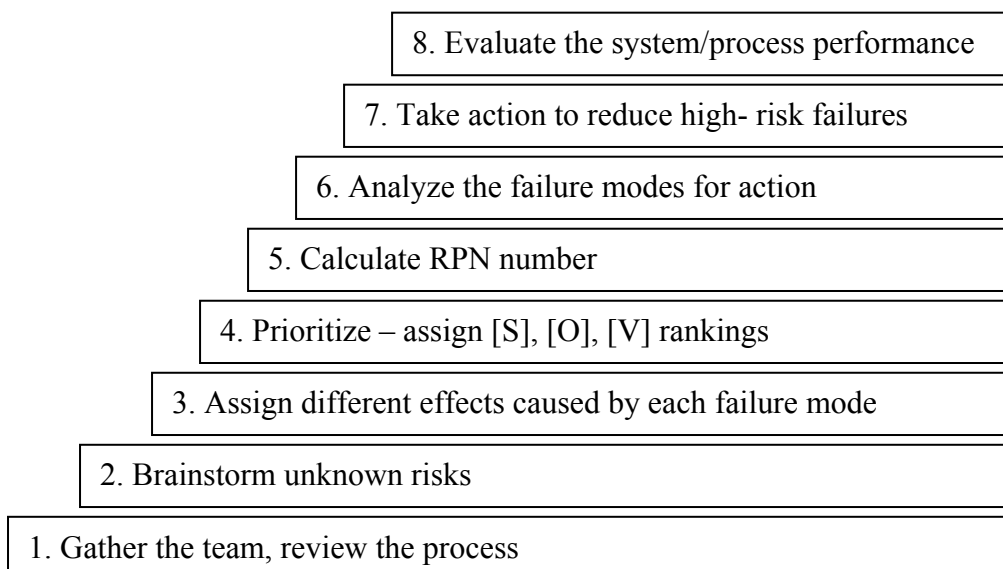 8. Evaluate the system/process performance
7. Take action to reduce high- risk failures
6. Analyze the failure modes for action
5. Calculate RPN number
4. Prioritize – assign [S], [O], [V] rankings
3. Assign different effects caused by each failure mode
2. Brainstorm unknown risks
1. Gather the team, review the process